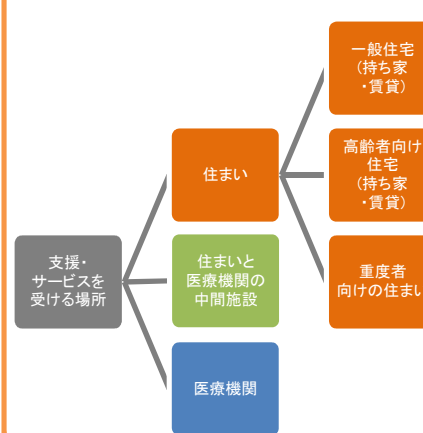 一般住宅
(持ち家
・賃貸)
高齢者向け
住宅
(持ち家
・賃貸)
住まい
支援・
サービスを
受ける場所
住まいと
医療機関の
中間施設
重度者
向けの住まい
医療機関